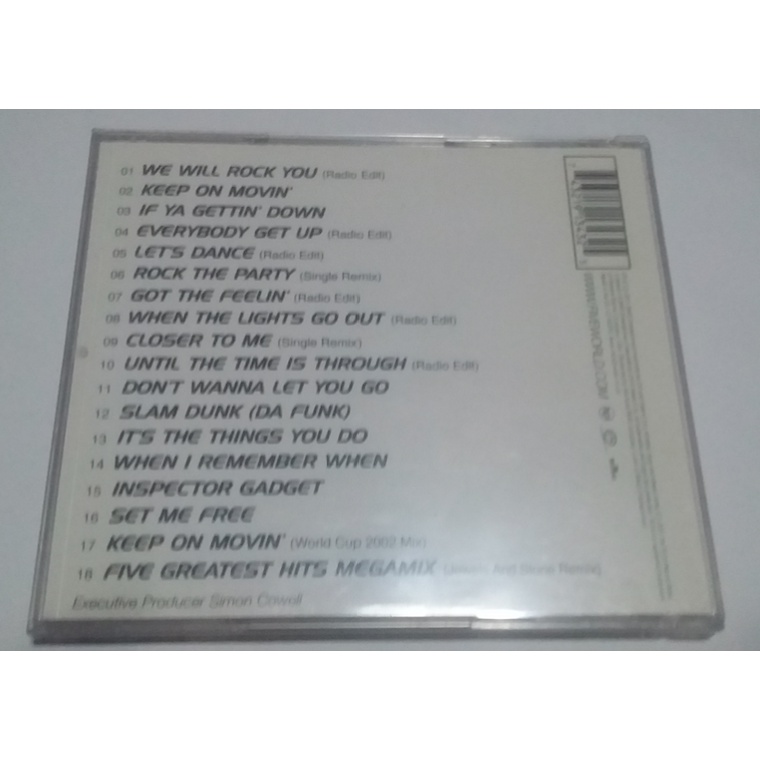 01 WE WILL ROCK YOU (Radio Edit)
02 KEEP ON MOVIN'
03 IF YA GETTIN' DOWN
04 EVERYBODY GET UP (Radio Edit)
05 LET'S DANCE (Radio Edit)
06 ROCK THE PARTY (Single Remix)
07 GOT THE FEELIN' (Radio Edit)
08 WHEN THE LIGHTS GO OUT (Radio Edit)
09 CLOSER TO ME (Single Remix)
10 UNTIL THE TIME IS THROUGH (Radio Edit)
11 DON'T WANNA LET YOU GO
12 SLAM DUNK (DA FUNK)
13 IT'S THE THINGS YOU DO
14 WHEN I REMEMBER WHEN
15 INSPECTOR GADGET
16 SET ME FREE
17 KEEP ON MOVIN' (World Cup 2002 Mix)
18 FIVE GREATEST HITS MEGAMIX And Remix)
Executive Producer Simon Cowell